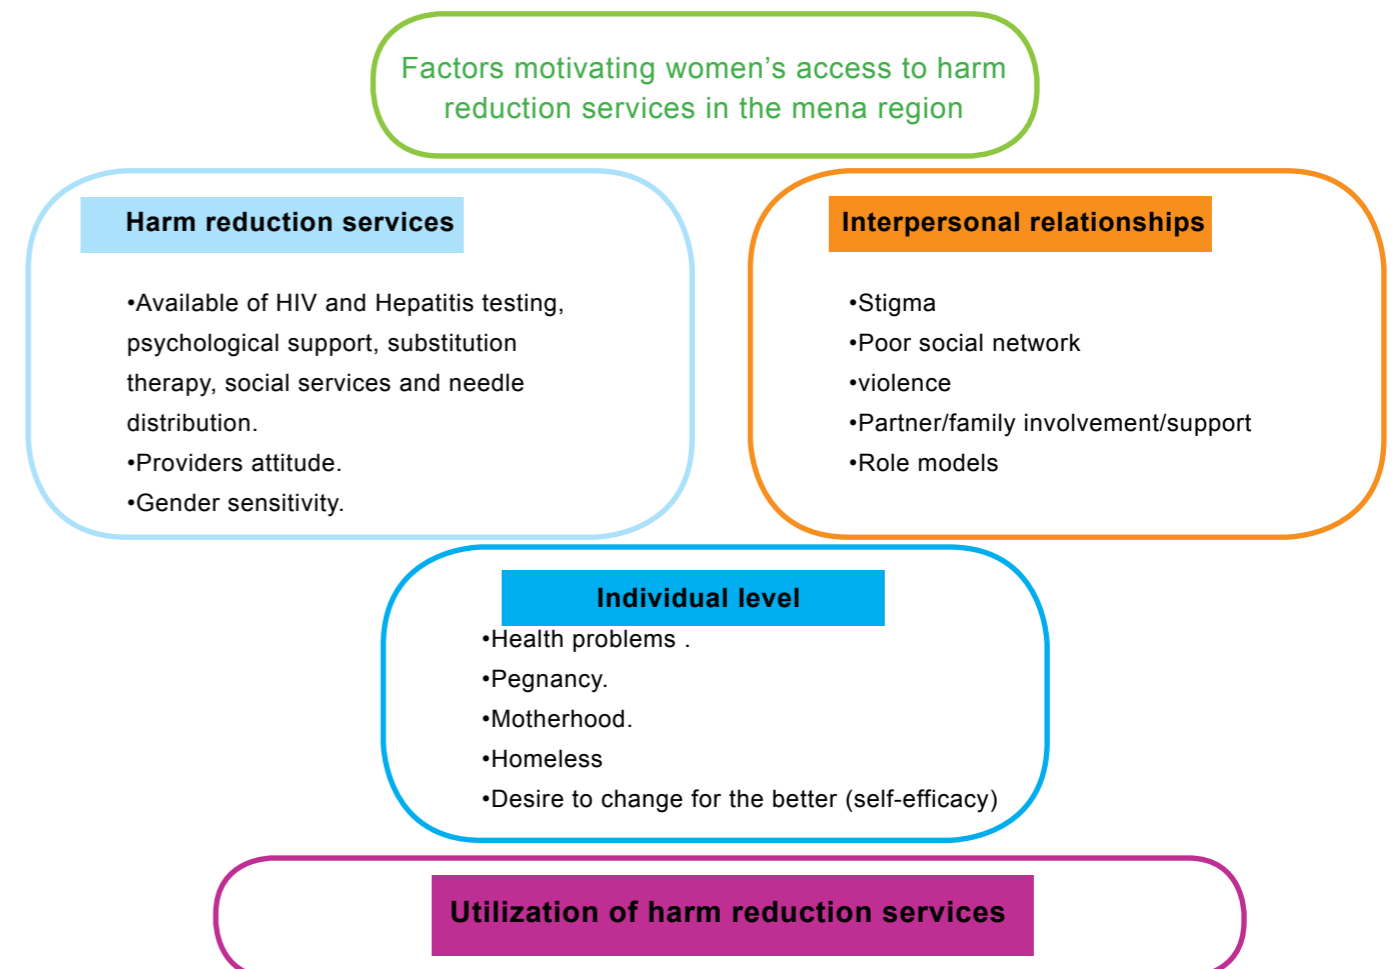 Factors motivating women’s access to harm
reduction services in the mena region
Harm reduction services
•Available of HIV and Hepatitis testing,
psychological support, substitution
therapy, social services and needle
distribution.
•Providers attitude.
•Gender sensitivity.
Interpersonal relationships
•Stigma
•Poor social network
•violence
•Partner/family involvement/support
•Role models
Individual level
•Health problems .
•Pegnancy.
•Motherhood.
•Homeless
•Desire to change for the better (self-efficacy)
Utilization of harm reduction services